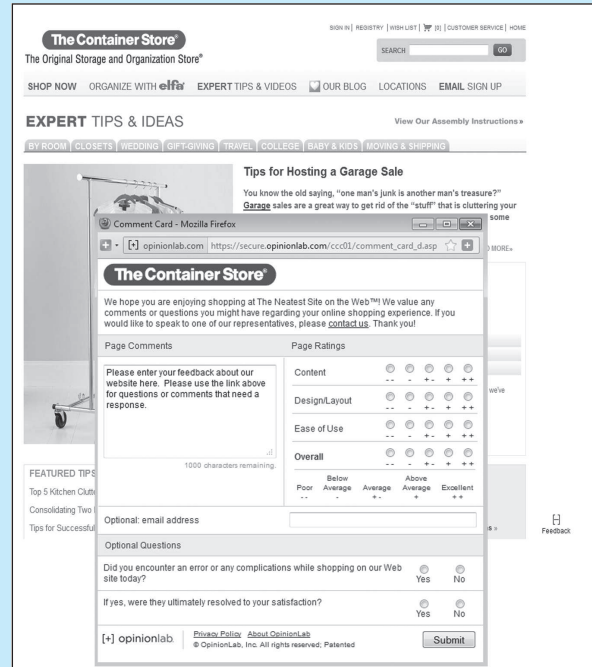 SIGN IN | REGISTRY | WISH LIST | [0] | CUSTOMER SERVICE | HOME
The Container Store®
The Original Storage and Organization Store®
SEARCH GO
SHOP NOW ORGANIZE WITH elfa® EXPERT TIPS & VIDEOS OUR BLOG LOCATIONS EMAIL SIGN UP
EXPERT TIPS & IDEAS
View Our Assembly Instructions »
BY ROOM CLOSETS WEDDING GIFT-GIVING TRAVEL COLLEGE BABY & KIDS MOVING & SHIPPING
Tips for Hosting a Garage Sale
You know the old saying, “one man's junk is another man's treasure?”
Garage sales are a great way to get rid of the “stuff” that is cluttering your
some
MORE»
we've
Comment Card - Mozilla Firefox
[+] opinionlab.com https://secure.opinionlab.com/ccc01/comment_card_d.asp
The Container Store®
We hope you are enjoying shopping at The Neatest Site on the Web™! We value any
comments or questions you might have regarding your online shopping experience. If you
would like to speak to one of our representatives, please contact us. Thank you!
Page Comments
Please enter your feedback about our
website here. Please use the link above
for questions or comments that need a
response.
1000 characters remaining.
Page Ratings
Content
-- - +- + ++
Design/Layout
-- - +- + ++
Ease of Use
-- - +- + ++
Overall
-- - +- + ++
Poor Below Average Average Above Average Excellent
-- - +- + ++
Optional: email address
Optional Questions
Did you encounter an error or any complications while shopping on our Web
site today?
Yes No
If yes, were they ultimately resolved to your satisfaction?
Yes No
[+] opinionlab
Privacy Policy About OpinionLab
© OpinionLab, Inc. All rights reserved; Patented
Submit
FEATURED TIPS
Top 5 Kitchen
Consolidating Two
Tips for Successful
s »
[-]
Feedback